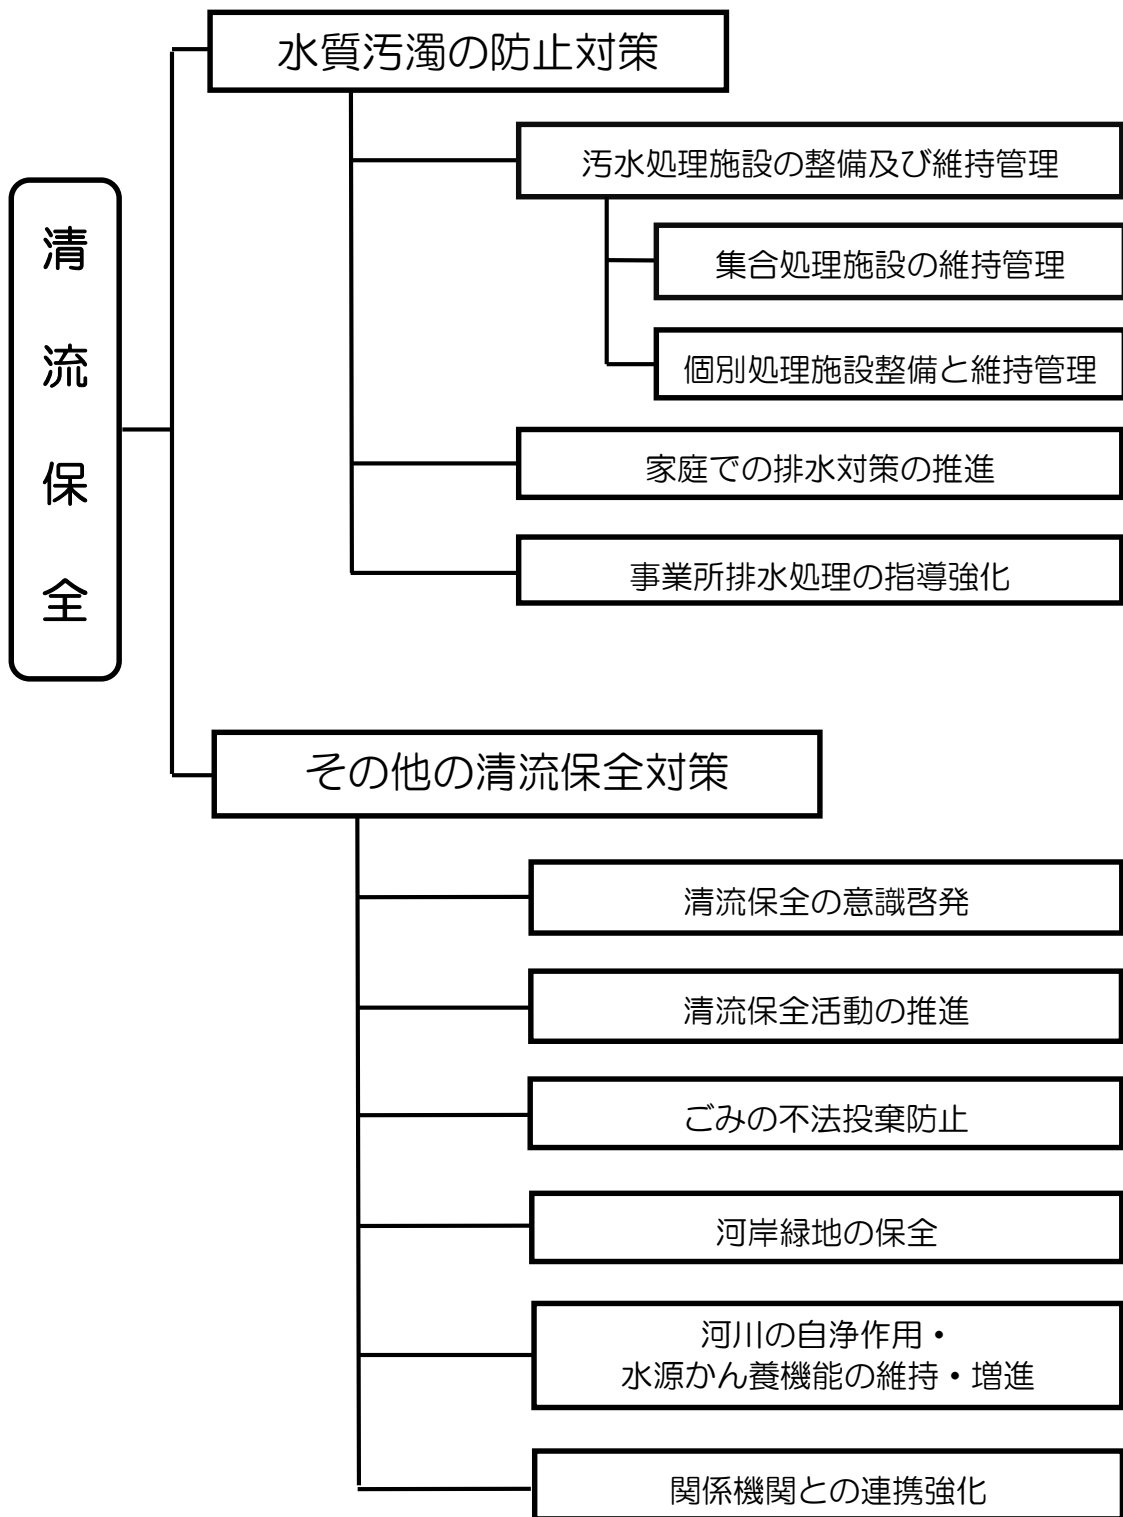 清流保全
水質汚濁の防止対策
汚水処理施設の整備及び維持管理
集合処理施設の維持管理
個別処理施設整備と維持管理
家庭での排水対策の推進
事業所排水処理の指導強化
その他の清流保全対策
清流保全の意識啓発
清流保全活動の推進
ごみの不法投棄防止
河岸緑地の保全
河川の自浄作用・
水源かん養機能の維持・増進
関係機関との連携強化